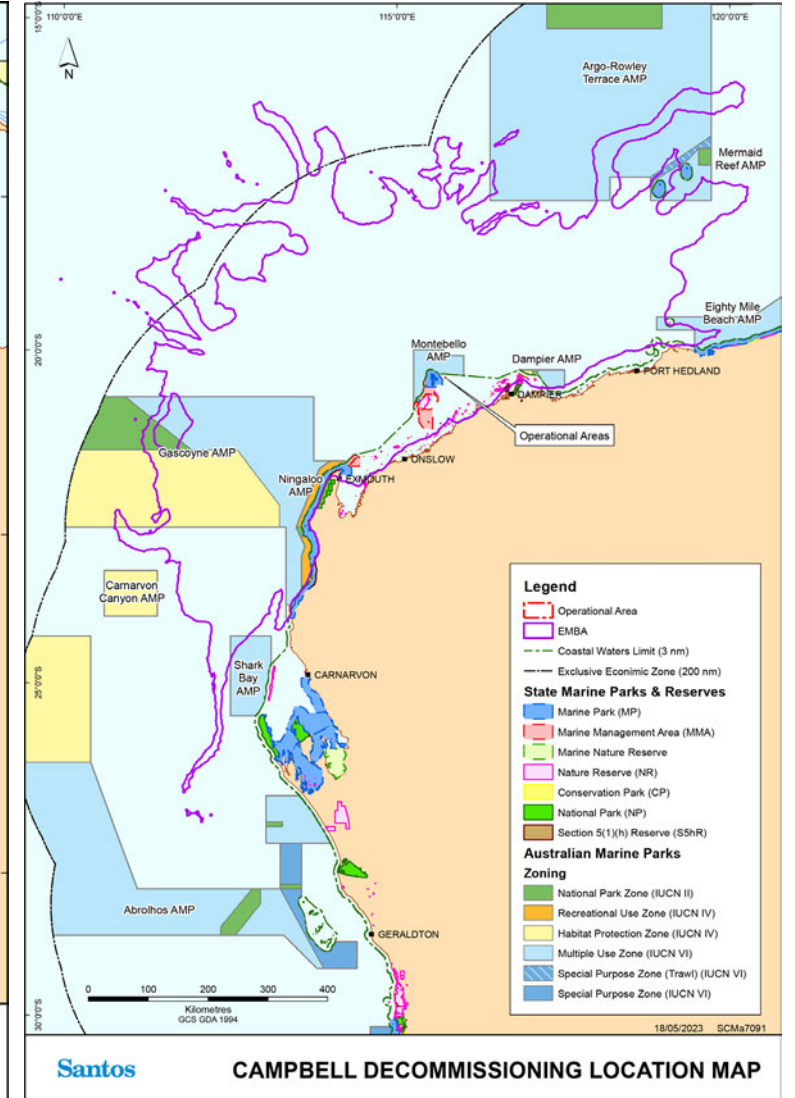 110°0'0"E
115°0'0"E
120°0'0"E
15°0'0"S
N
Argo-Rowley
Terrace AMP
Mermaid
Reef AMP
Eighty Mile
Beach AMP
20°0'0"S
Montebello
AMP
Dampier AMP
PORT HEDLAND
DAMPIER
Operational Areas
Gascoyne AMP
ONSLOW
Ningaloo
AMP
EXMOUTH
Carnarvon
Canyon AMP
Shark
Bay
AMP
25°0'0"S
CARNARVON
Abrolhos AMP
GERALDTON
0 100 200 300 400
Kilometres
GCS GDA 1994
30°0'0"S
Legend
Operational Area
EMBA
Coastal Waters Limit (3 nm)
Exclusive Econimic Zone (200 nm)
State Marine Parks & Reserves
Marine Park (MP)
Marine Management Area (MMA)
Marine Nature Reserve
Nature Reserve (NR)
Conservation Park (CP)
National Park (NP)
Section 5(1)(h) Reserve (S5hR)
Australian Marine Parks
Zoning
National Park Zone (IUCN II)
Recreational Use Zone (IUCN IV)
Habitat Protection Zone (IUCN IV)
Multiple Use Zone (IUCN VI)
Special Purpose Zone (Trawl) (IUCN VI)
Special Purpose Zone (IUCN VI)
18/05/2023 SCMa7091
Santos
CAMPBELL DECOMMISSIONING LOCATION MAP